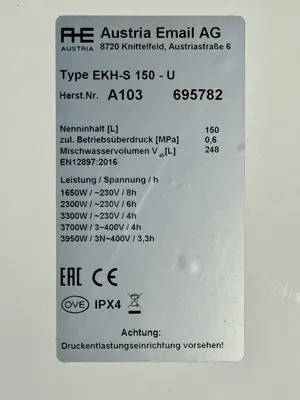 AHE
AUSTRIA
Austria Email AG
8720 Knittelfeld, Austriastraße 6
Type EKH-S 150 - U
Herst.Nr. A103 695782
Nenninhalt [L] 150
zul. Betriebsüberdruck [MPa] 0,6
Mischwasservolumen V40[L] 248
EN12897:2016
Leistung / Spannung / h
1650W / ~230V / 8h
2300W / ~230V / 6h
3300W / ~230V / 4h
3700W / 3~400V / 4h
3950W / 3N~400V / 3,3h
EAC CE
OVE IPX4
Achtung:
Druckentlastungseinrichtung vorsehen!